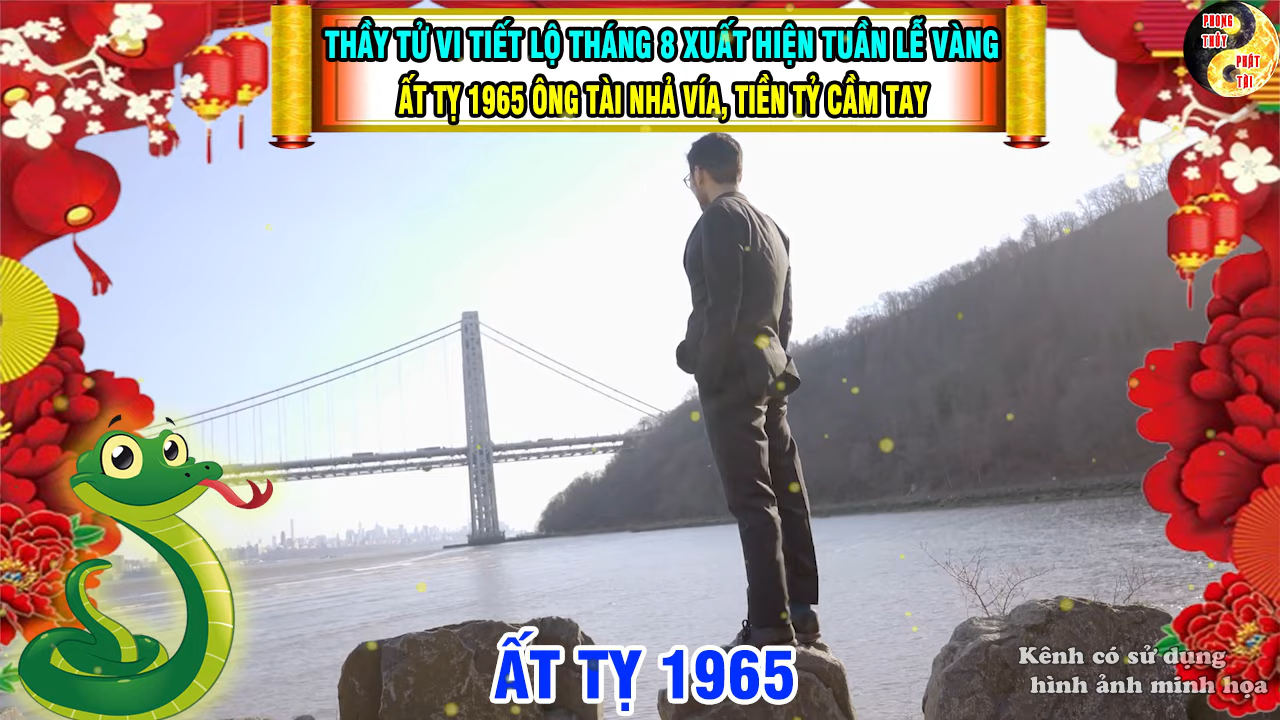 THẦY TỬ VI TIẾT LỘ THÁNG 8 XUẤT HIỆN TUẦN LỄ VÀNG
ẤT TỴ 1965 ÔNG TÀI NHẢ VÍA, TIỀN TỶ CẦM TAY
PHONG
THỦY
PHÁT
TÀI
ẤT TỴ 1965
Kênh có sử dụng
hình ảnh minh họa